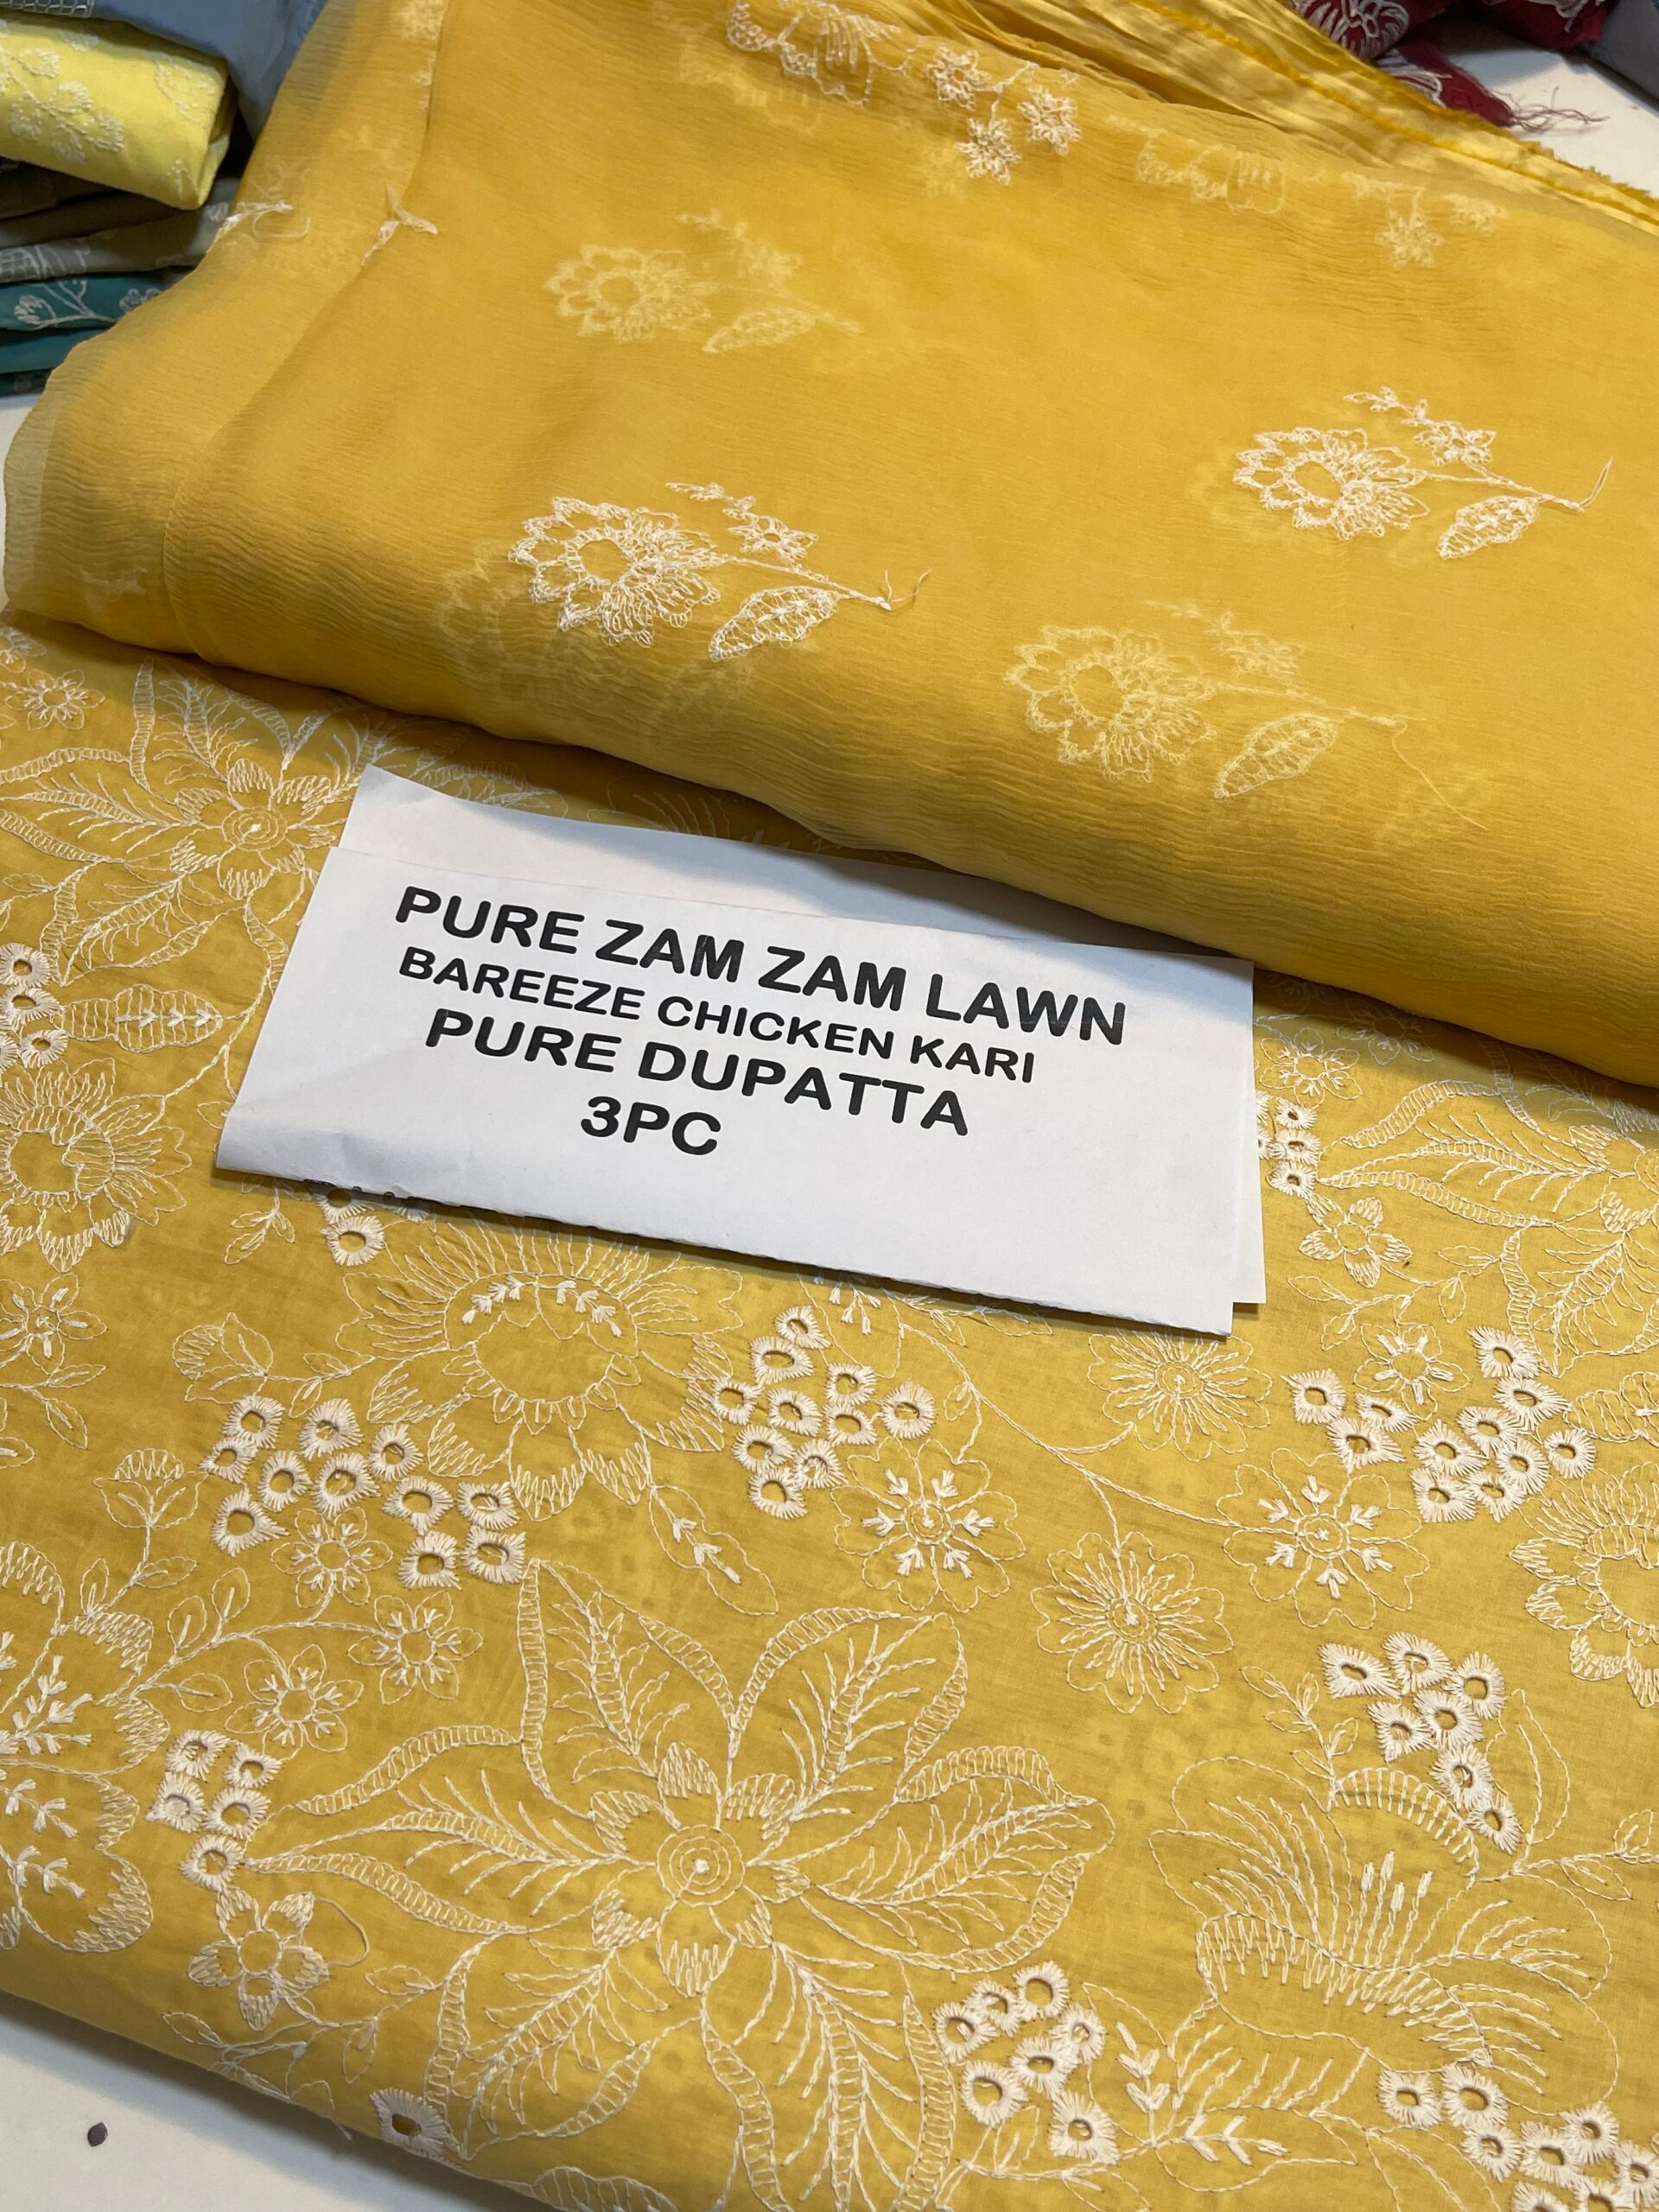 PURE ZAM ZAM LAWN
BAREEZE CHICKEN KARI
PURE DUPATTA
3PC